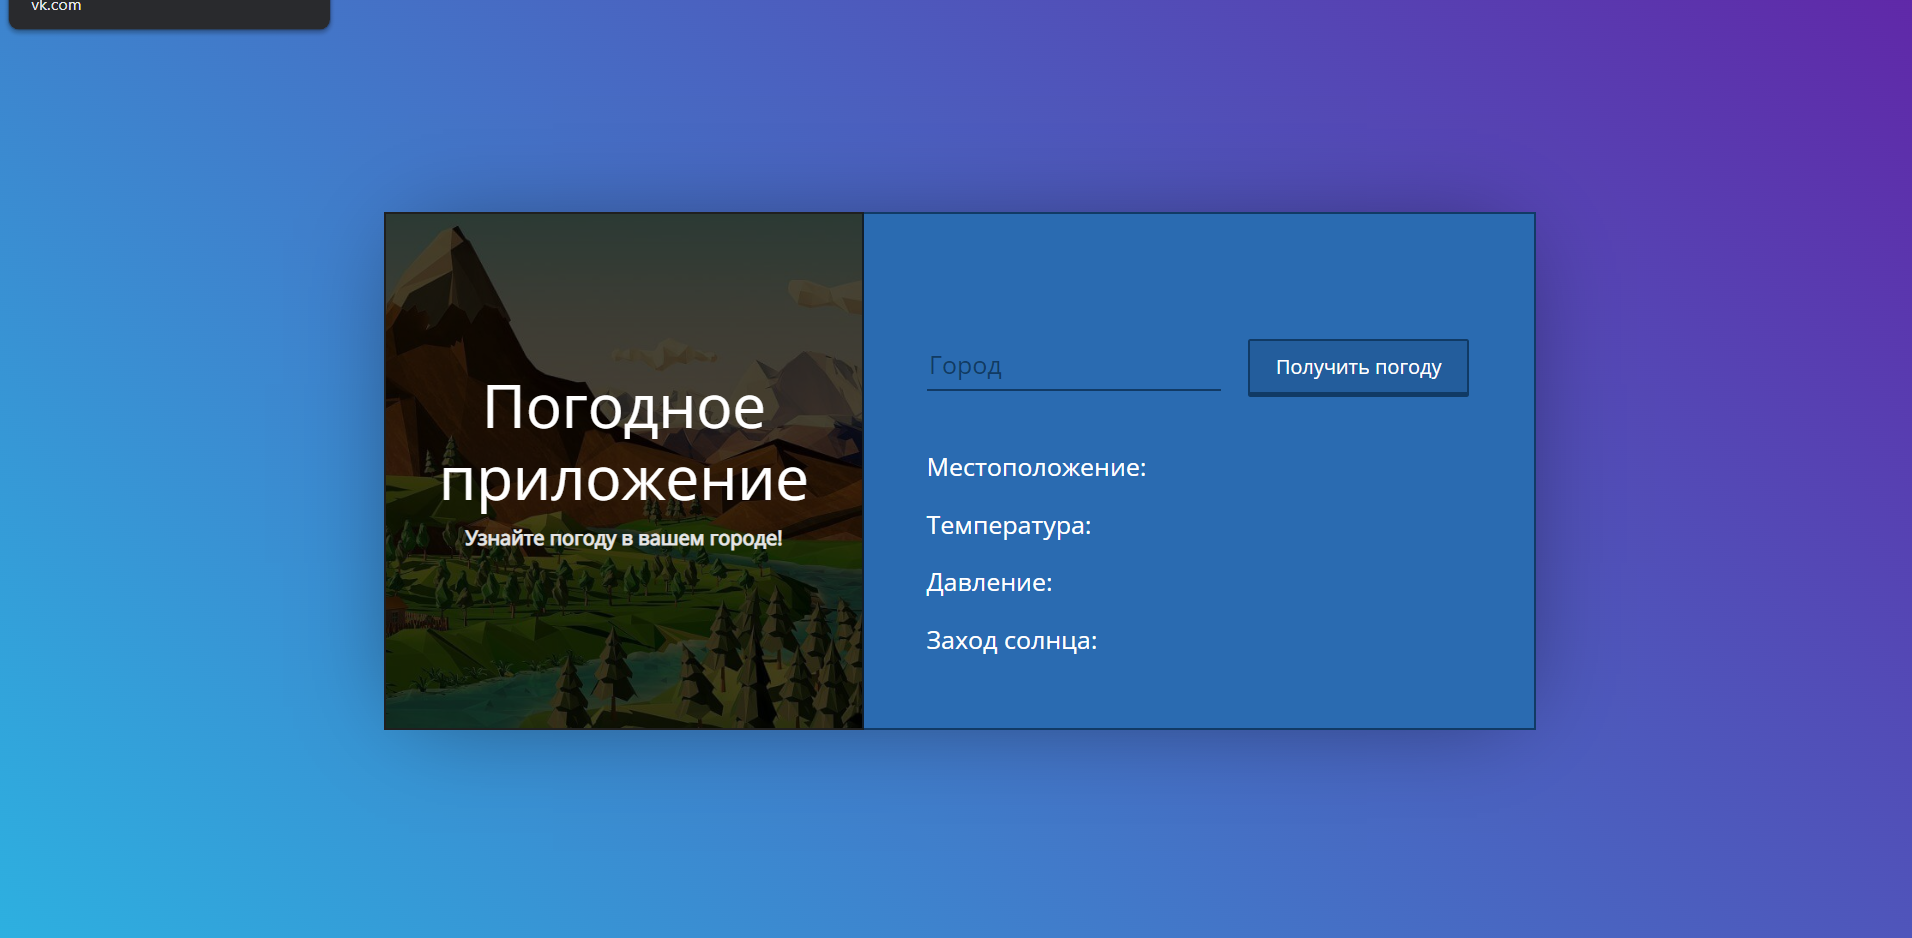 vk.com
Погодное
приложение
Узнайте погоду в вашем городе!
Город
Получить погоду
Местоположение:
Температура:
Давление:
Заход солнца: